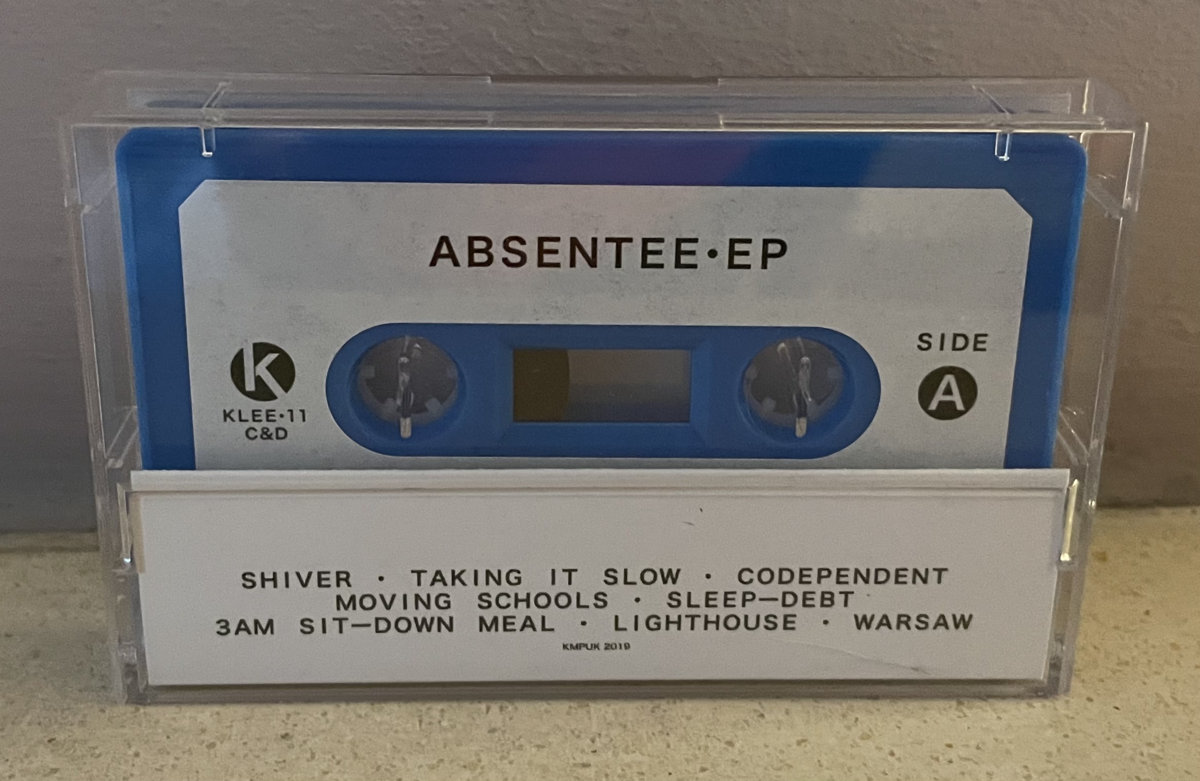 ABSENTEE•EP
K
KLEE•11
C&D
SIDE
A
SHIVER • TAKING IT SLOW • CODEPENDENT
MOVING SCHOOLS • SLEEP—DEBT
3AM SIT—DOWN MEAL • LIGHTHOUSE • WARSAW
KMPUK 2019